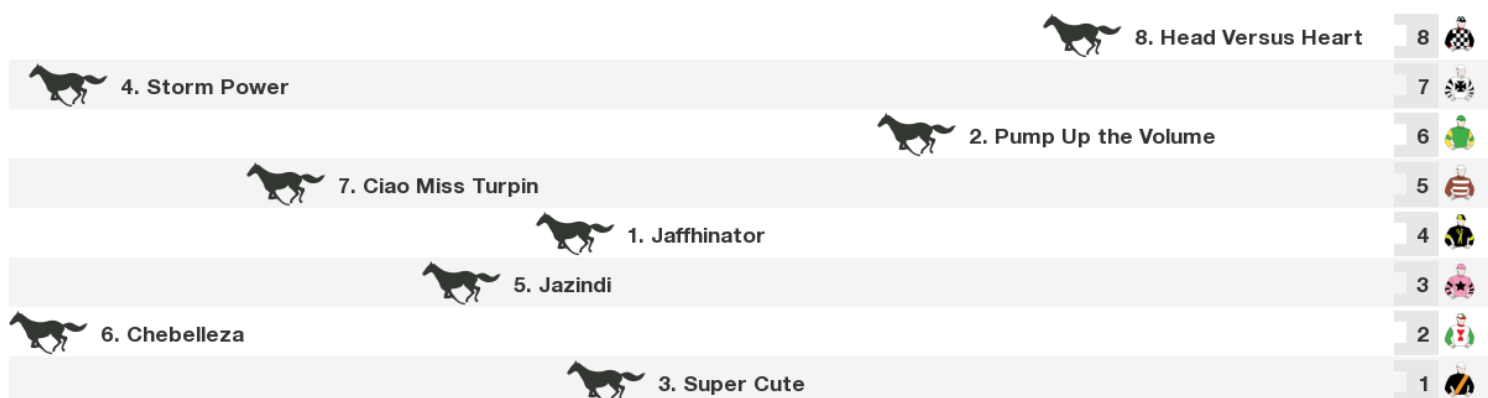 8. Head Versus Heart 8
4. Storm Power 7
2. Pump Up the Volume 6
7. Ciao Miss Turpin 5
1. Jaffhinator 4
5. Jazindi 3
6. Chebelleza 2
3. Super Cute 1